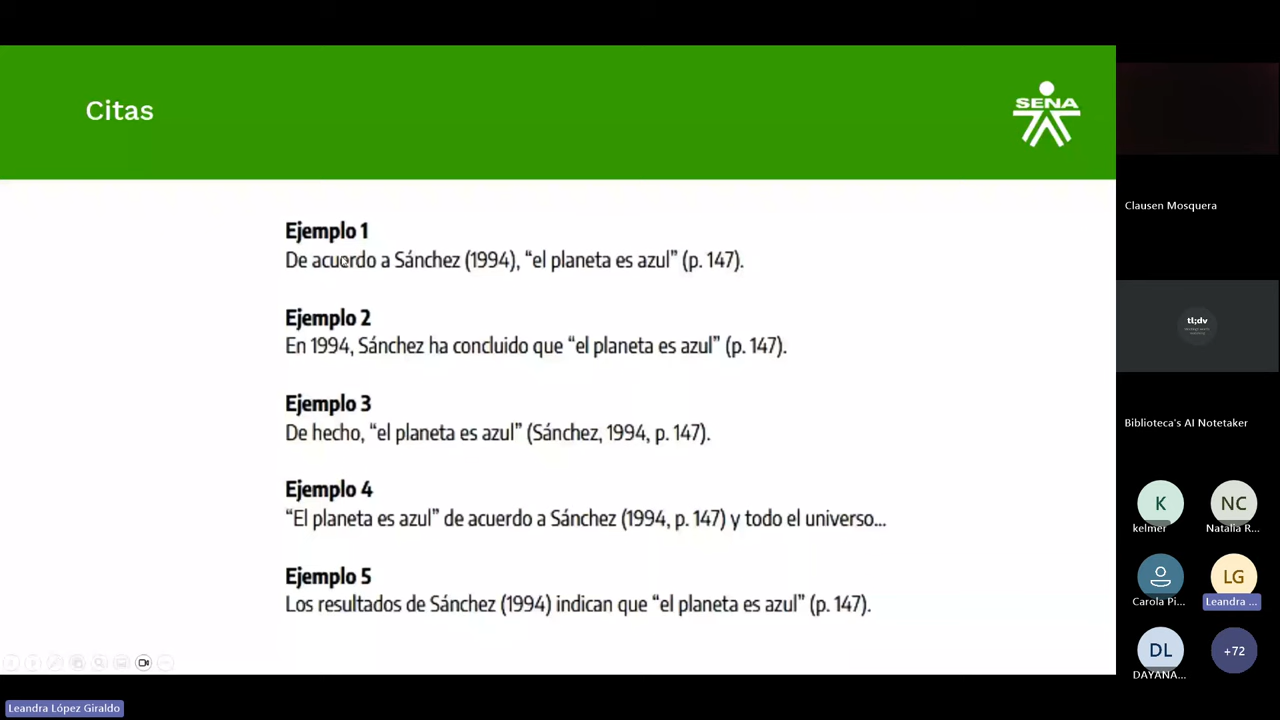 Citas
SENA
Ejemplo 1
De acuerdo a Sánchez (1994), “el planeta es azul” (p. 147).
Ejemplo 2
En 1994, Sánchez ha concluido que “el planeta es azul” (p. 147).
Ejemplo 3
De hecho, “el planeta es azul” (Sánchez, 1994, p. 147).
Ejemplo 4
“El planeta es azul” de acuerdo a Sánchez (1994, p. 147) y todo el universo...
Ejemplo 5
Los resultados de Sánchez (1994) indican que “el planeta es azul” (p. 147).
Leandra López Giraldo
Clausen Mosquera
tl;dv
Biblioteca's AI Notetaker
K
kelmer
NC
Natalia R...
Carola Pi...
LG
Leandra ...
DL
DAYANA...
+72